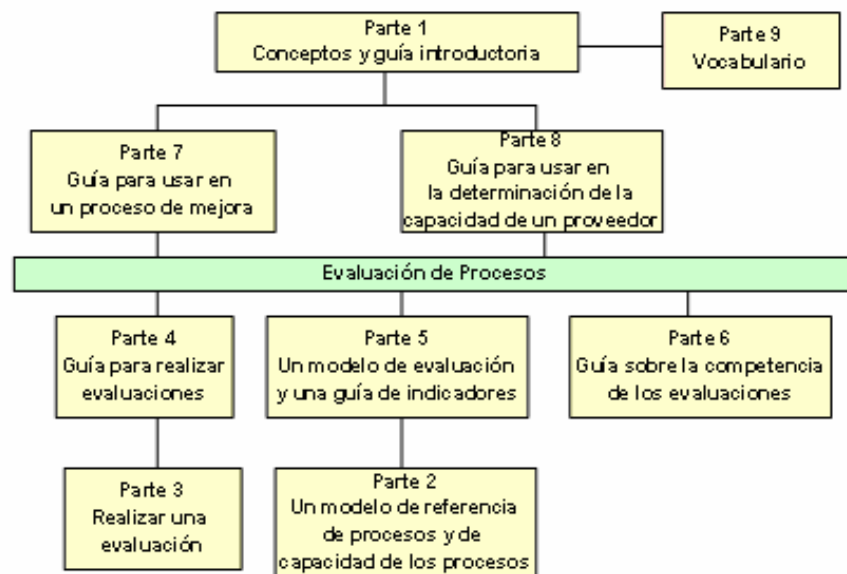 Parte 1
Conceptos y guía introductoria
Parte 9
Vocabulario
Parte 7
Guía para usar en
un proceso de mejora
Parte 8
Guía para usar en
la determinación de la
capacidad de un proveedor
Evaluación de Procesos
Parte 4
Guía para realizar
evaluaciones
Parte 5
Un modelo de evaluación
y una guía de indicadores
Parte 6
Guía sobre la competencia
de los evaluaciones
Parte 3
Realizar una
evaluación
Parte 2
Un modelo de referencia
de procesos y de
capacidad de los procesos